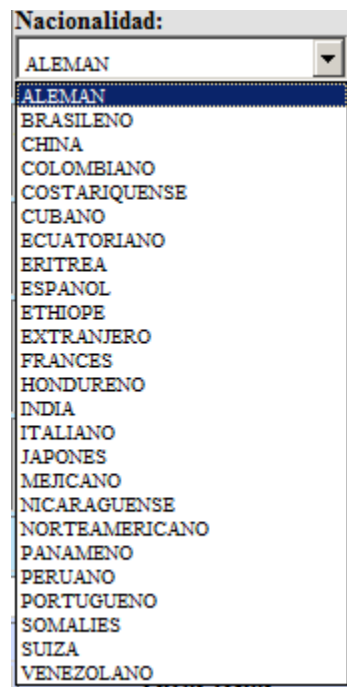 Nacionalidad:
ALEMAN
ALEMAN
BRASILENO
CHINA
COLOMBIANO
COSTARIQUENSE
CUBANO
ECUATORIANO
ERITREA
ESPANOL
ETHIOPE
EXTRANJERO
FRANCES
HONDURENO
INDIA
ITALIANO
JAPONES
MEJICANO
NICARAGUENSE
NORTEAMERICANO
PANAMENO
PERUANO
PORTUGUENO
SOMALIES
SUIZA
VENEZOLANO